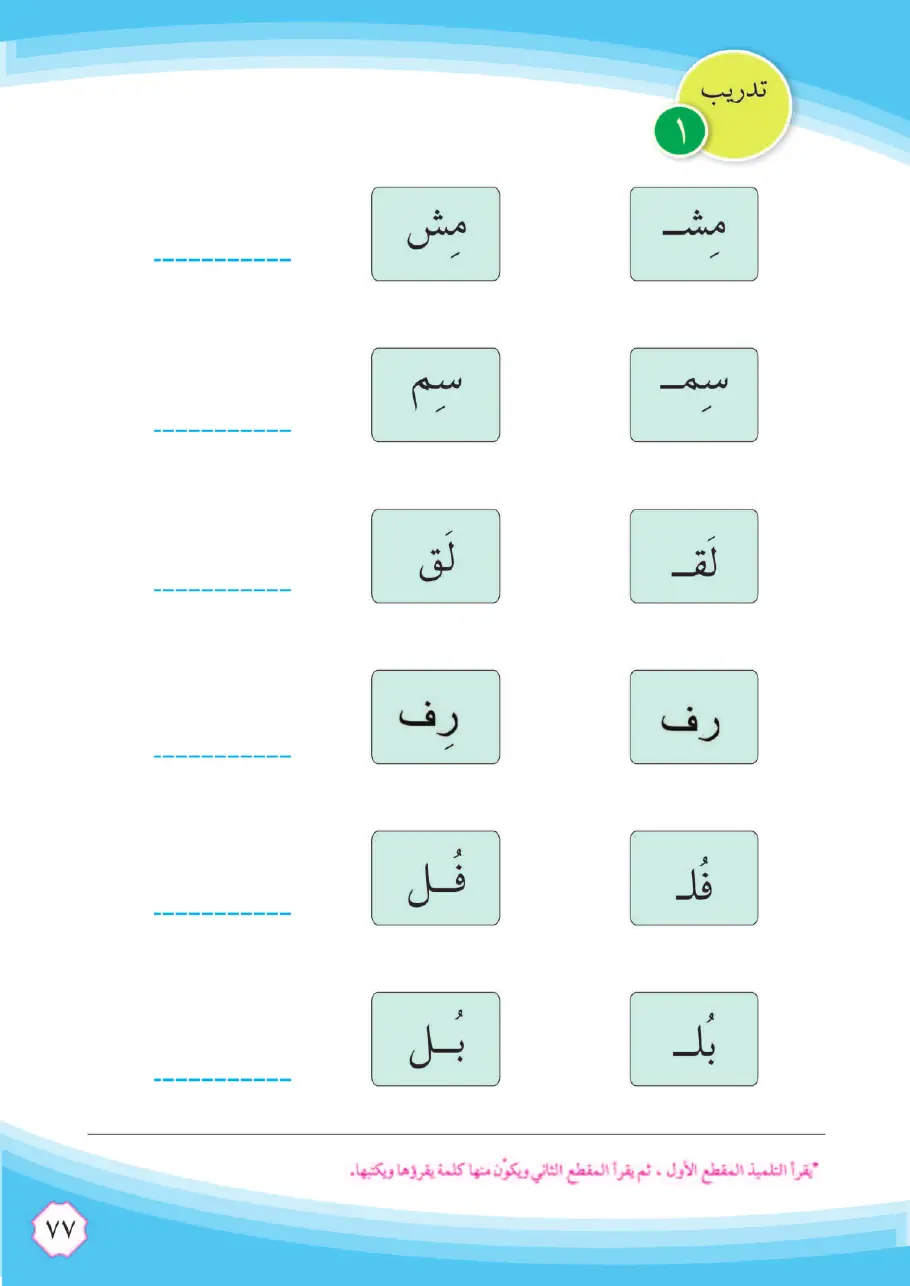 تدريب
١
مِشـ مِش
سِمـ سِم
لَقـ لَق
رف رِف
فُلـ فُـل
بُلـ بُـل
*يقرأ التلميذ المقطع الأول ، ثم يقرأ المقطع الثاني ويكوِّن منها كلمة يقرؤها ويكتبها.
٧٧